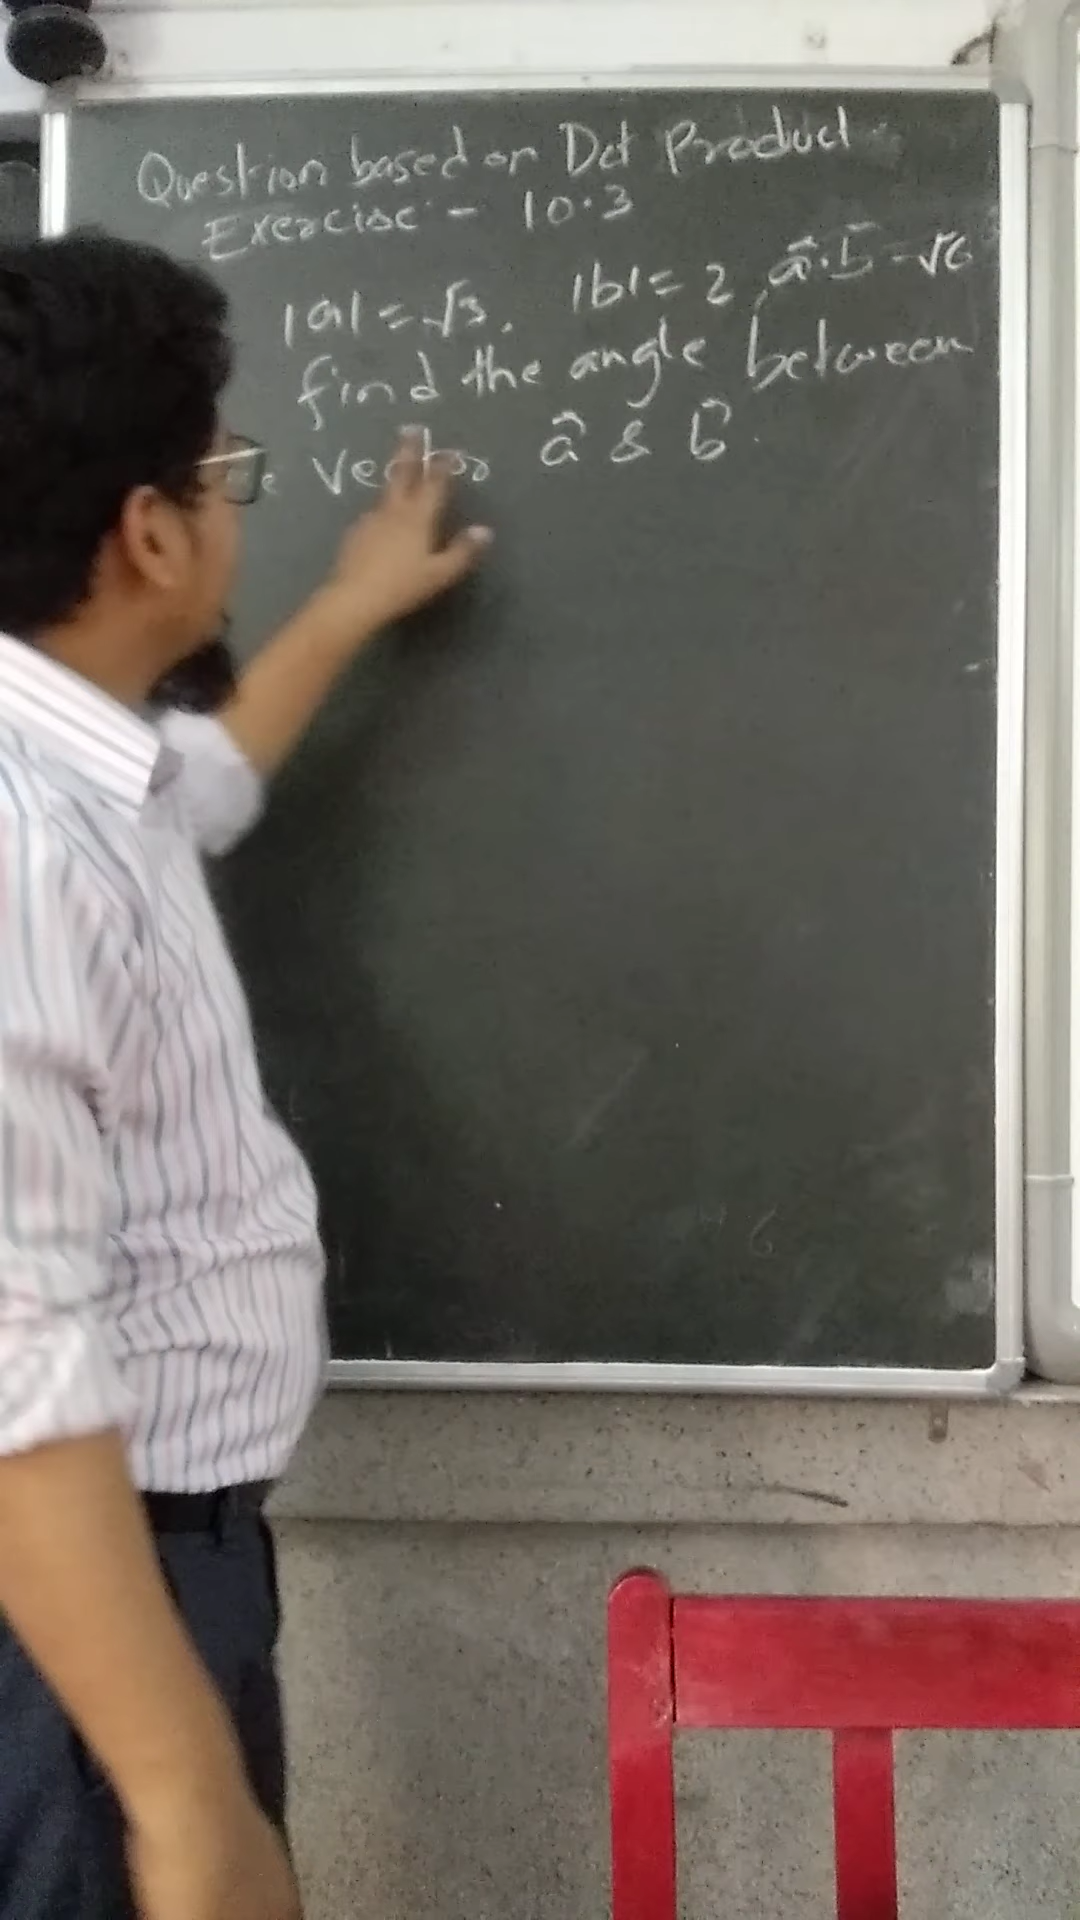 Question based on Dot Product
Exercise - 10.3
|a| = √3, |b| = 2, a⃗.b⃗ = √6
find the angle between
vector a⃗ & b⃗.